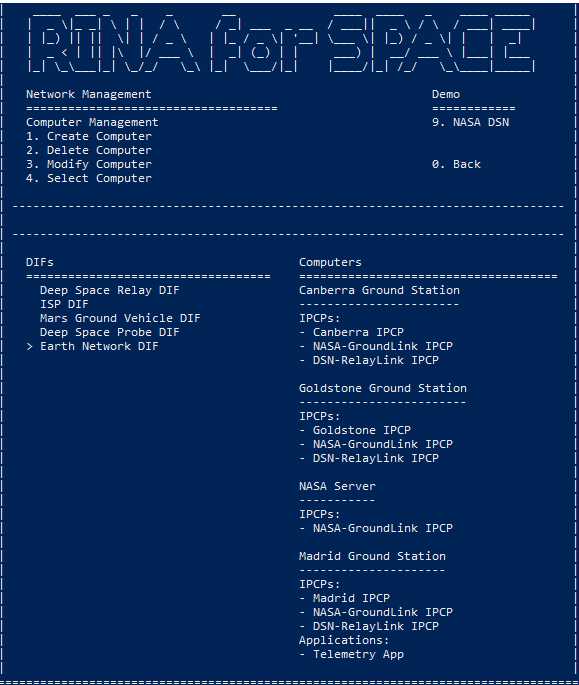 RINA for SPACE
Network Management
Demo
====================================
============
Computer Management
9. NASA DSN
1. Create Computer
2. Delete Computer
3. Modify Computer
0. Back
4. Select Computer
DIFs
Computers
===================================
=====================================
Deep Space Relay DIF
Canberra Ground Station
ISP DIF
-----------------------
Mars Ground Vehicle DIF
IPCPs:
Deep Space Probe DIF
- Canberra IPCP
> Earth Network DIF
- NASA-GroundLink IPCP
- DSN-RelayLink IPCP
Goldstone Ground Station
------------------------
IPCPs:
- Goldstone IPCP
- NASA-GroundLink IPCP
- DSN-RelayLink IPCP
NASA Server
-----------
IPCPs:
- NASA-GroundLink IPCP
Madrid Ground Station
---------------------
IPCPs:
- Madrid IPCP
- NASA-GroundLink IPCP
- DSN-RelayLink IPCP
Applications:
- Telemetry App